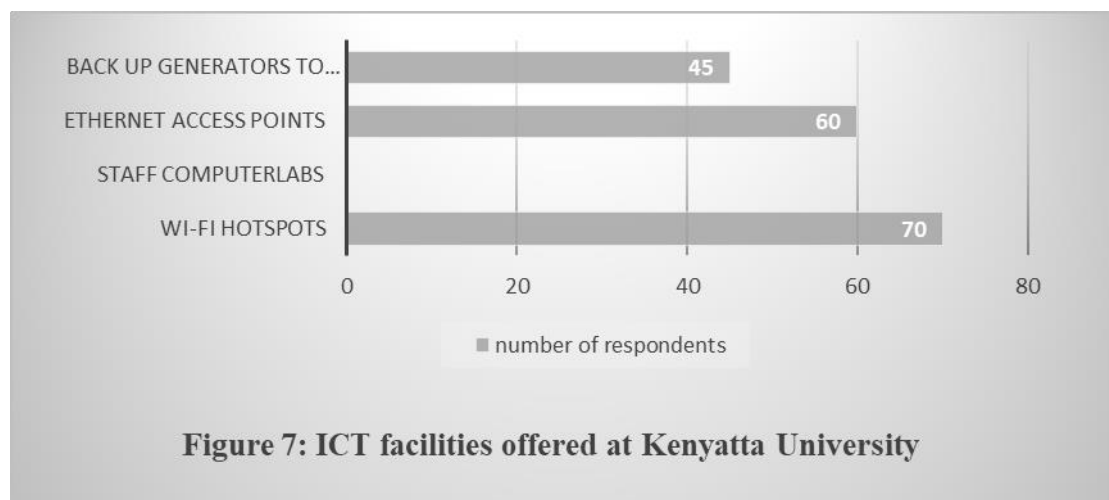 BACK UP GENERATORS TO...
45
ETHERNET ACCESS POINTS
60
STAFF COMPUTERLABS
WI-FI HOTSPOTS
70
0 20 40 60 80
number of respondents
Figure 7: ICT facilities offered at Kenyatta University